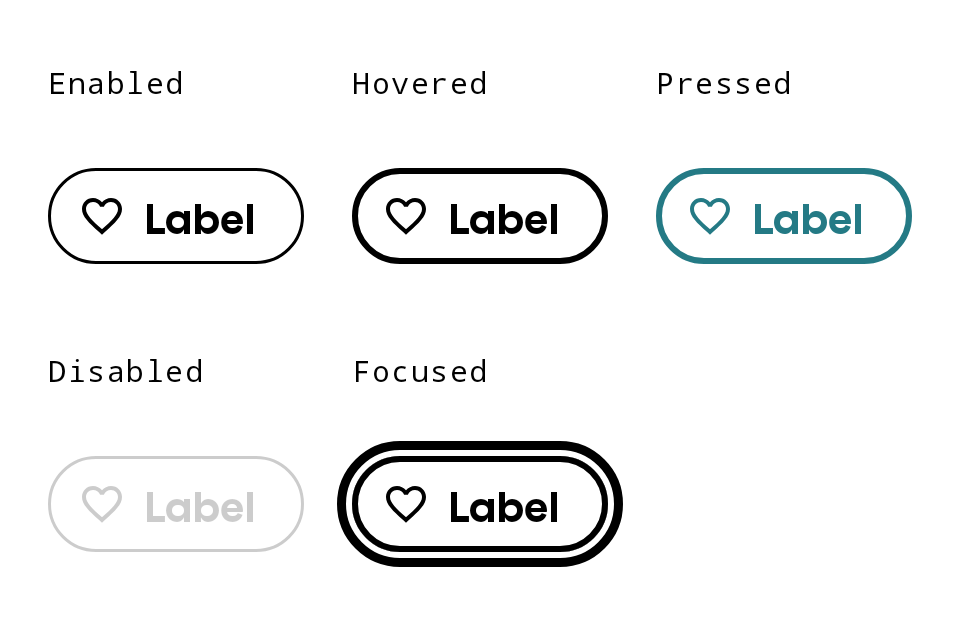 Enabled
Hovered
Pressed
Label
Label
Label
Disabled
Focused
Label
Label